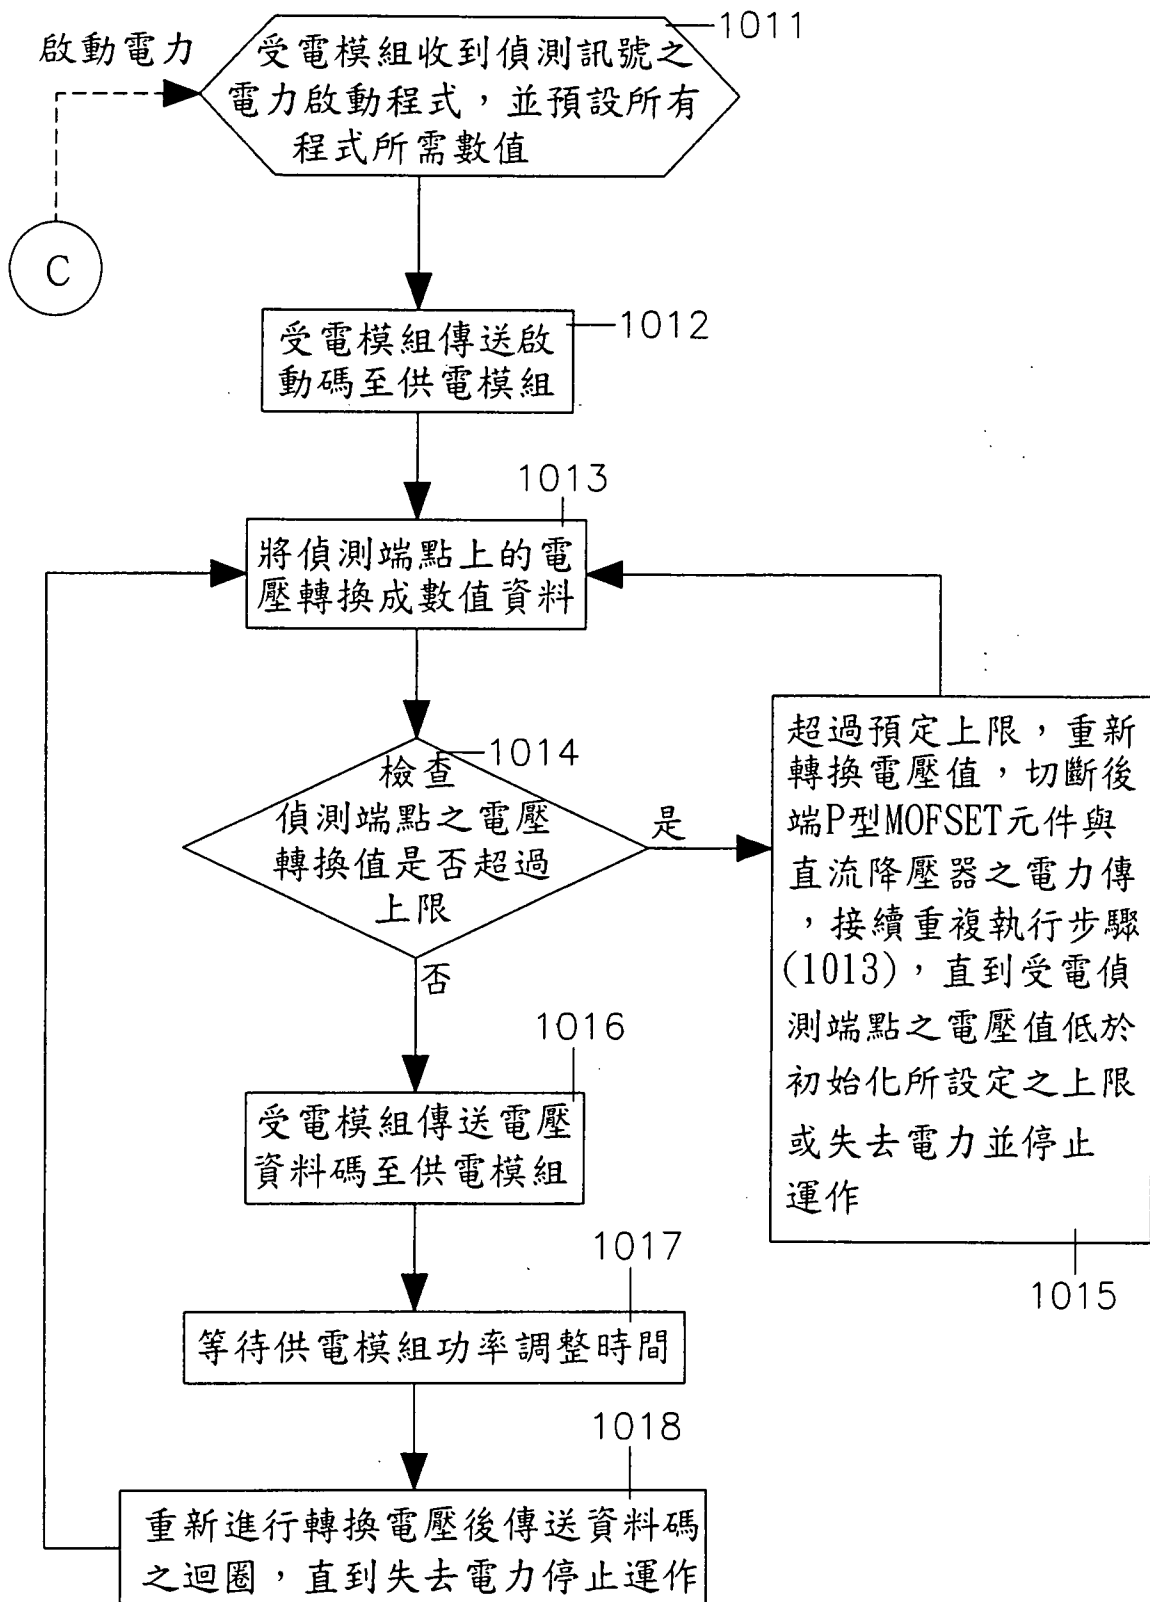 1011
啟動電力
受電模組收到偵測訊號之
電力啟動程式，並預設所有
程式所需數值
C
1012
受電模組傳送啟
動碼至供電模組
1013
將偵測端點上的電
壓轉換成數值資料
1014
檢查
偵測端點之電壓
轉換值是否超過
上限
是
否
超過預定上限，重新
轉換電壓值，切斷後
端P型MOFSET元件與
直流降壓器之電力傳
，接續重複執行步驟
(1013)，直到受電偵
測端點之電壓值低於
初始化所設定之上限
或失去電力並停止
運作
1015
1016
受電模組傳送電壓
資料碼至供電模組
1017
等待供電模組功率調整時間
1018
重新進行轉換電壓後傳送資料碼
之迴圈，直到失去電力停止運作